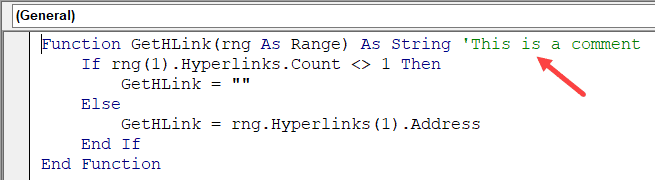 (General)
Function GetHLink(rng As Range) As String 'This is a comment
    If rng(1).Hyperlinks.Count <> 1 Then
        GetHLink = ""
    Else
        GetHLink = rng.Hyperlinks(1).Address
    End If
End Function